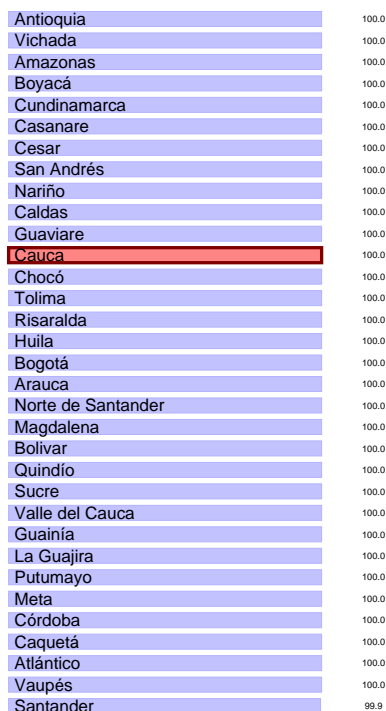 Antioquia 100.0
Vichada 100.0
Amazonas 100.0
Boyacá 100.0
Cundinamarca 100.0
Casanare 100.0
Cesar 100.0
San Andrés 100.0
Nariño 100.0
Caldas 100.0
Guaviare 100.0
Cauca 100.0
Chocó 100.0
Tolima 100.0
Risaralda 100.0
Huila 100.0
Bogotá 100.0
Arauca 100.0
Norte de Santander 100.0
Magdalena 100.0
Bolivar 100.0
Quindío 100.0
Sucre 100.0
Valle del Cauca 100.0
Guainía 100.0
La Guajira 100.0
Putumayo 100.0
Meta 100.0
Córdoba 100.0
Caquetá 100.0
Atlántico 100.0
Vaupés 100.0
Santander 99.9